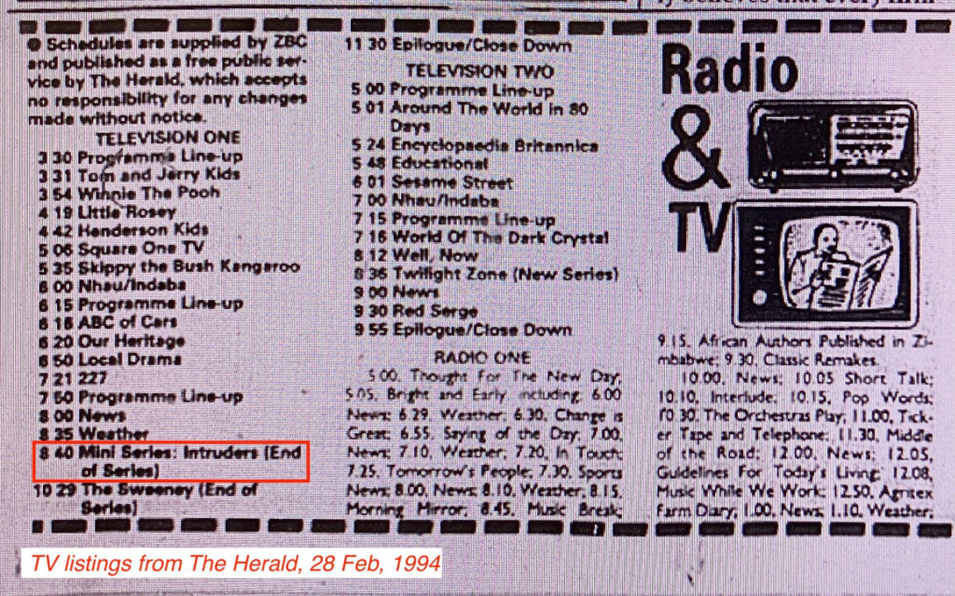 ● Schedules are supplied by ZBC
and published as a free public ser-
vice by The Herald, which accepts
no responsibility for any changes
made without notice.
TELEVISION ONE
3 30 Programme Line-up
3 31 Tom and Jerry Kids
3 54 Winnie The Pooh
4 19 Little Rosey
4 42 Henderson Kids
5 06 Square One TV
5 35 Skippy the Bush Kangaroo
6 00 Nhau/Indaba
6 15 Programme Line-up
6 16 ABC of Cars
6 20 Our Heritage
6 50 Local Drama
7 21 227
7 50 Programme Line-up
8 00 News
8 35 Weather
8 40 Mini Series: Intruders (End
of Series)
10 29 The Sweeney (End of
Series)
11 30 Epilogue/Close Down
TELEVISION TWO
5 00 Programme Line-up
5 01 Around The World in 80
Days
5 24 Encyclopaedia Britannica
5 48 Educational
6 01 Sesame Street
7 00 Nhau/Indaba
7 15 Programme Line-up
7 16 World Of The Dark Crystal
8 12 Well, Now
8 36 Twilight Zone (New Series)
9 00 News
9 30 Red Serge
9 55 Epilogue/Close Down
RADIO ONE
5 00. Thought For The New Day,
5.05. Bright and Early including; 6.00
News; 6.29, Weather; 6.30, Change is
Great; 6.55, Saying of the Day; 7.00,
News; 7.10, Weather; 7.20, In Touch;
7.25, Tomorrow's People; 7.30, Sports
News; 8.00, News; 8.10, Weather; 8.15,
Morning Mirror; 8.45, Music Break;
Radio
&
TV
9.15, African Authors Published in Zi-
mbabwe; 9.30, Classic Remakes.
10.00, News; 10.05 Short Talk;
10.10, Interlude; 10.15, Pop Words;
10.30, The Orchestras Play; 11.00, Tick-
er Tape and Telephone; 11.30, Middle
of the Road; 12.00, News; 12.05,
Guidelines For Today's Living; 12.08,
Music While We Work; 12.50, Agritex
Farm Diary; 1.00, News; 1.10, Weather;
TV listings from The Herald, 28 Feb, 1994